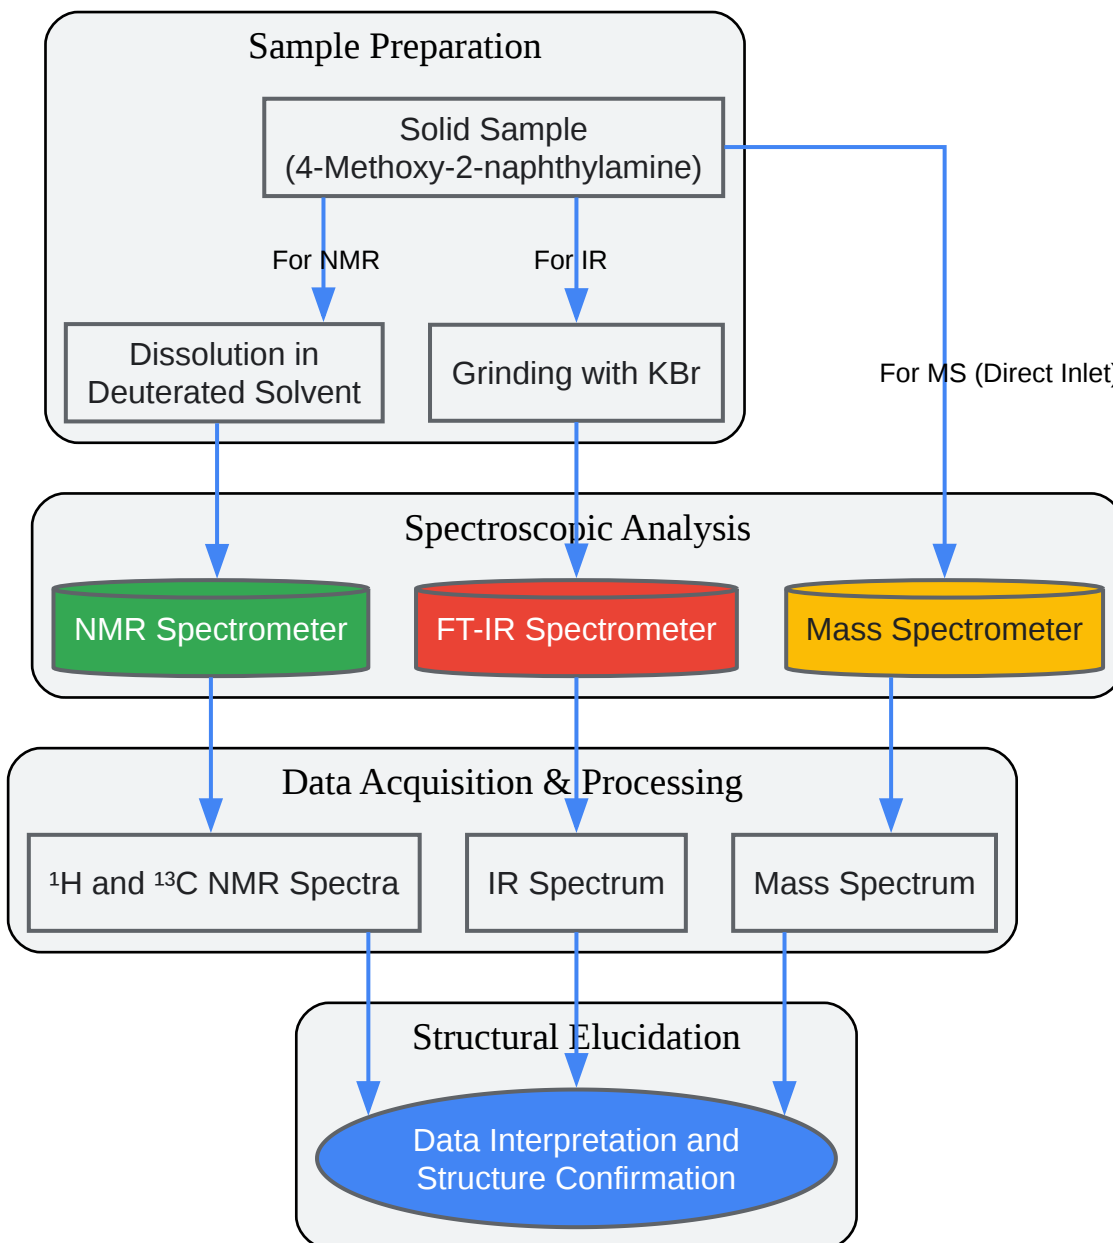 Sample Preparation
Solid Sample
(4-Methoxy-2-naphthylamine)
For NMR
For IR
Dissolution in
Deuterated Solvent
Grinding with KBr
For MS (Direct Inlet)
Spectroscopic Analysis
NMR Spectrometer
FT-IR Spectrometer
Mass Spectrometer
Data Acquisition & Processing
¹H and ¹³C NMR Spectra
IR Spectrum
Mass Spectrum
Structural Elucidation
Data Interpretation and
Structure Confirmation